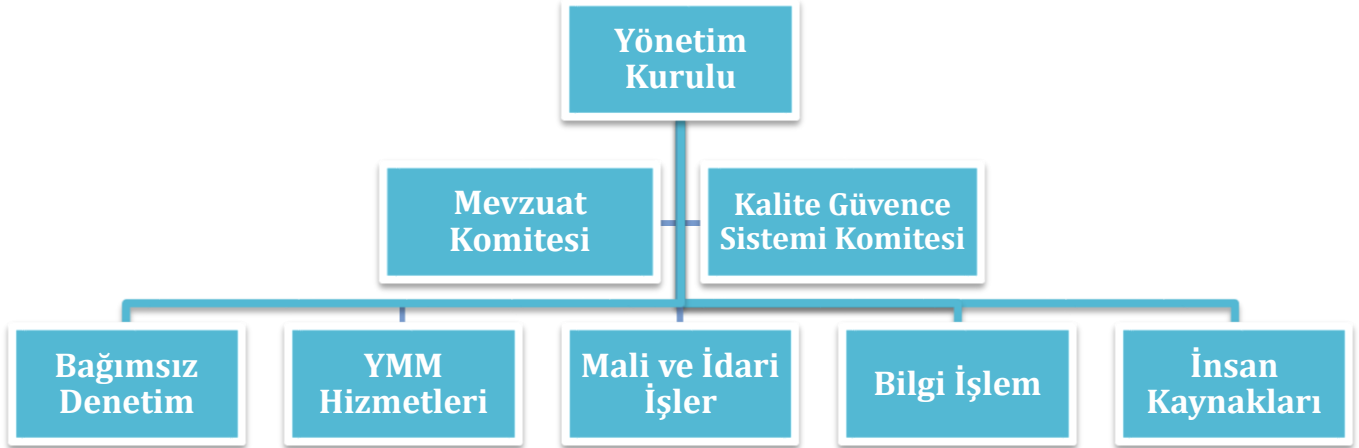 Yönetim
Kurulu
Mevzuat
Komitesi
Kalite Güvence
Sistemi Komitesi
Bağımsız
Denetim
YMM
Hizmetleri
Mali ve İdari
İşler
Bilgi İşlem
İnsan
Kaynakları